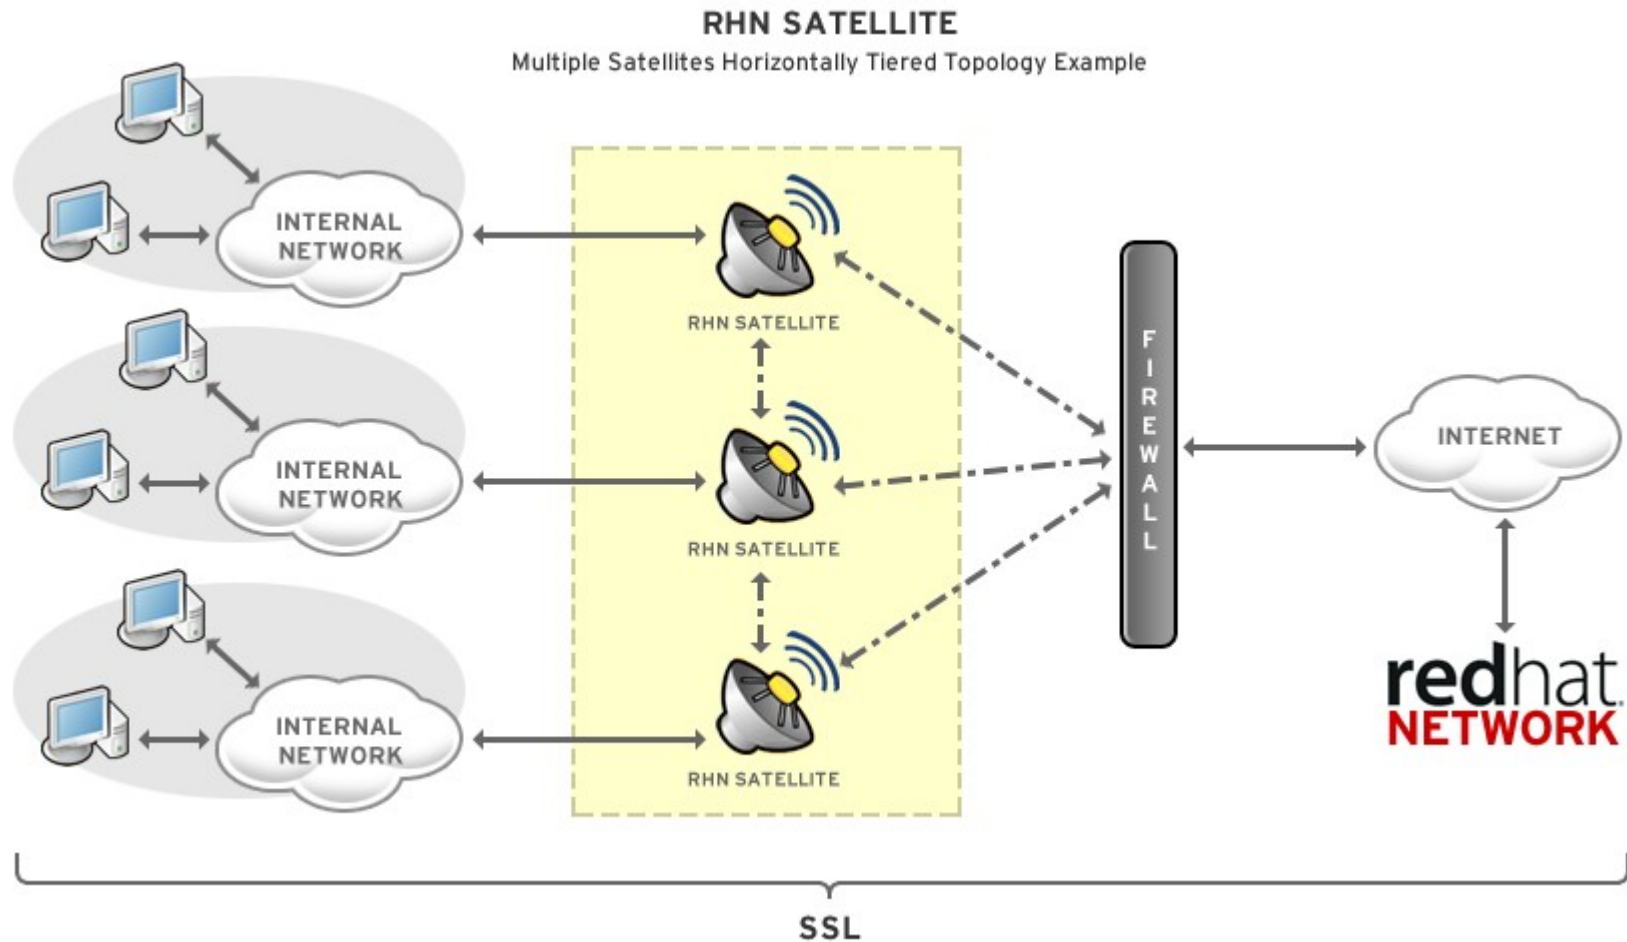 RHN SATELLITE
Multiple Satellites Horizontally Tiered Topology Example
INTERNAL
NETWORK
RHN SATELLITE
INTERNAL
NETWORK
RHN SATELLITE
INTERNAL
NETWORK
RHN SATELLITE
FIREWALL
INTERNET
redhat.
NETWORK
SSL